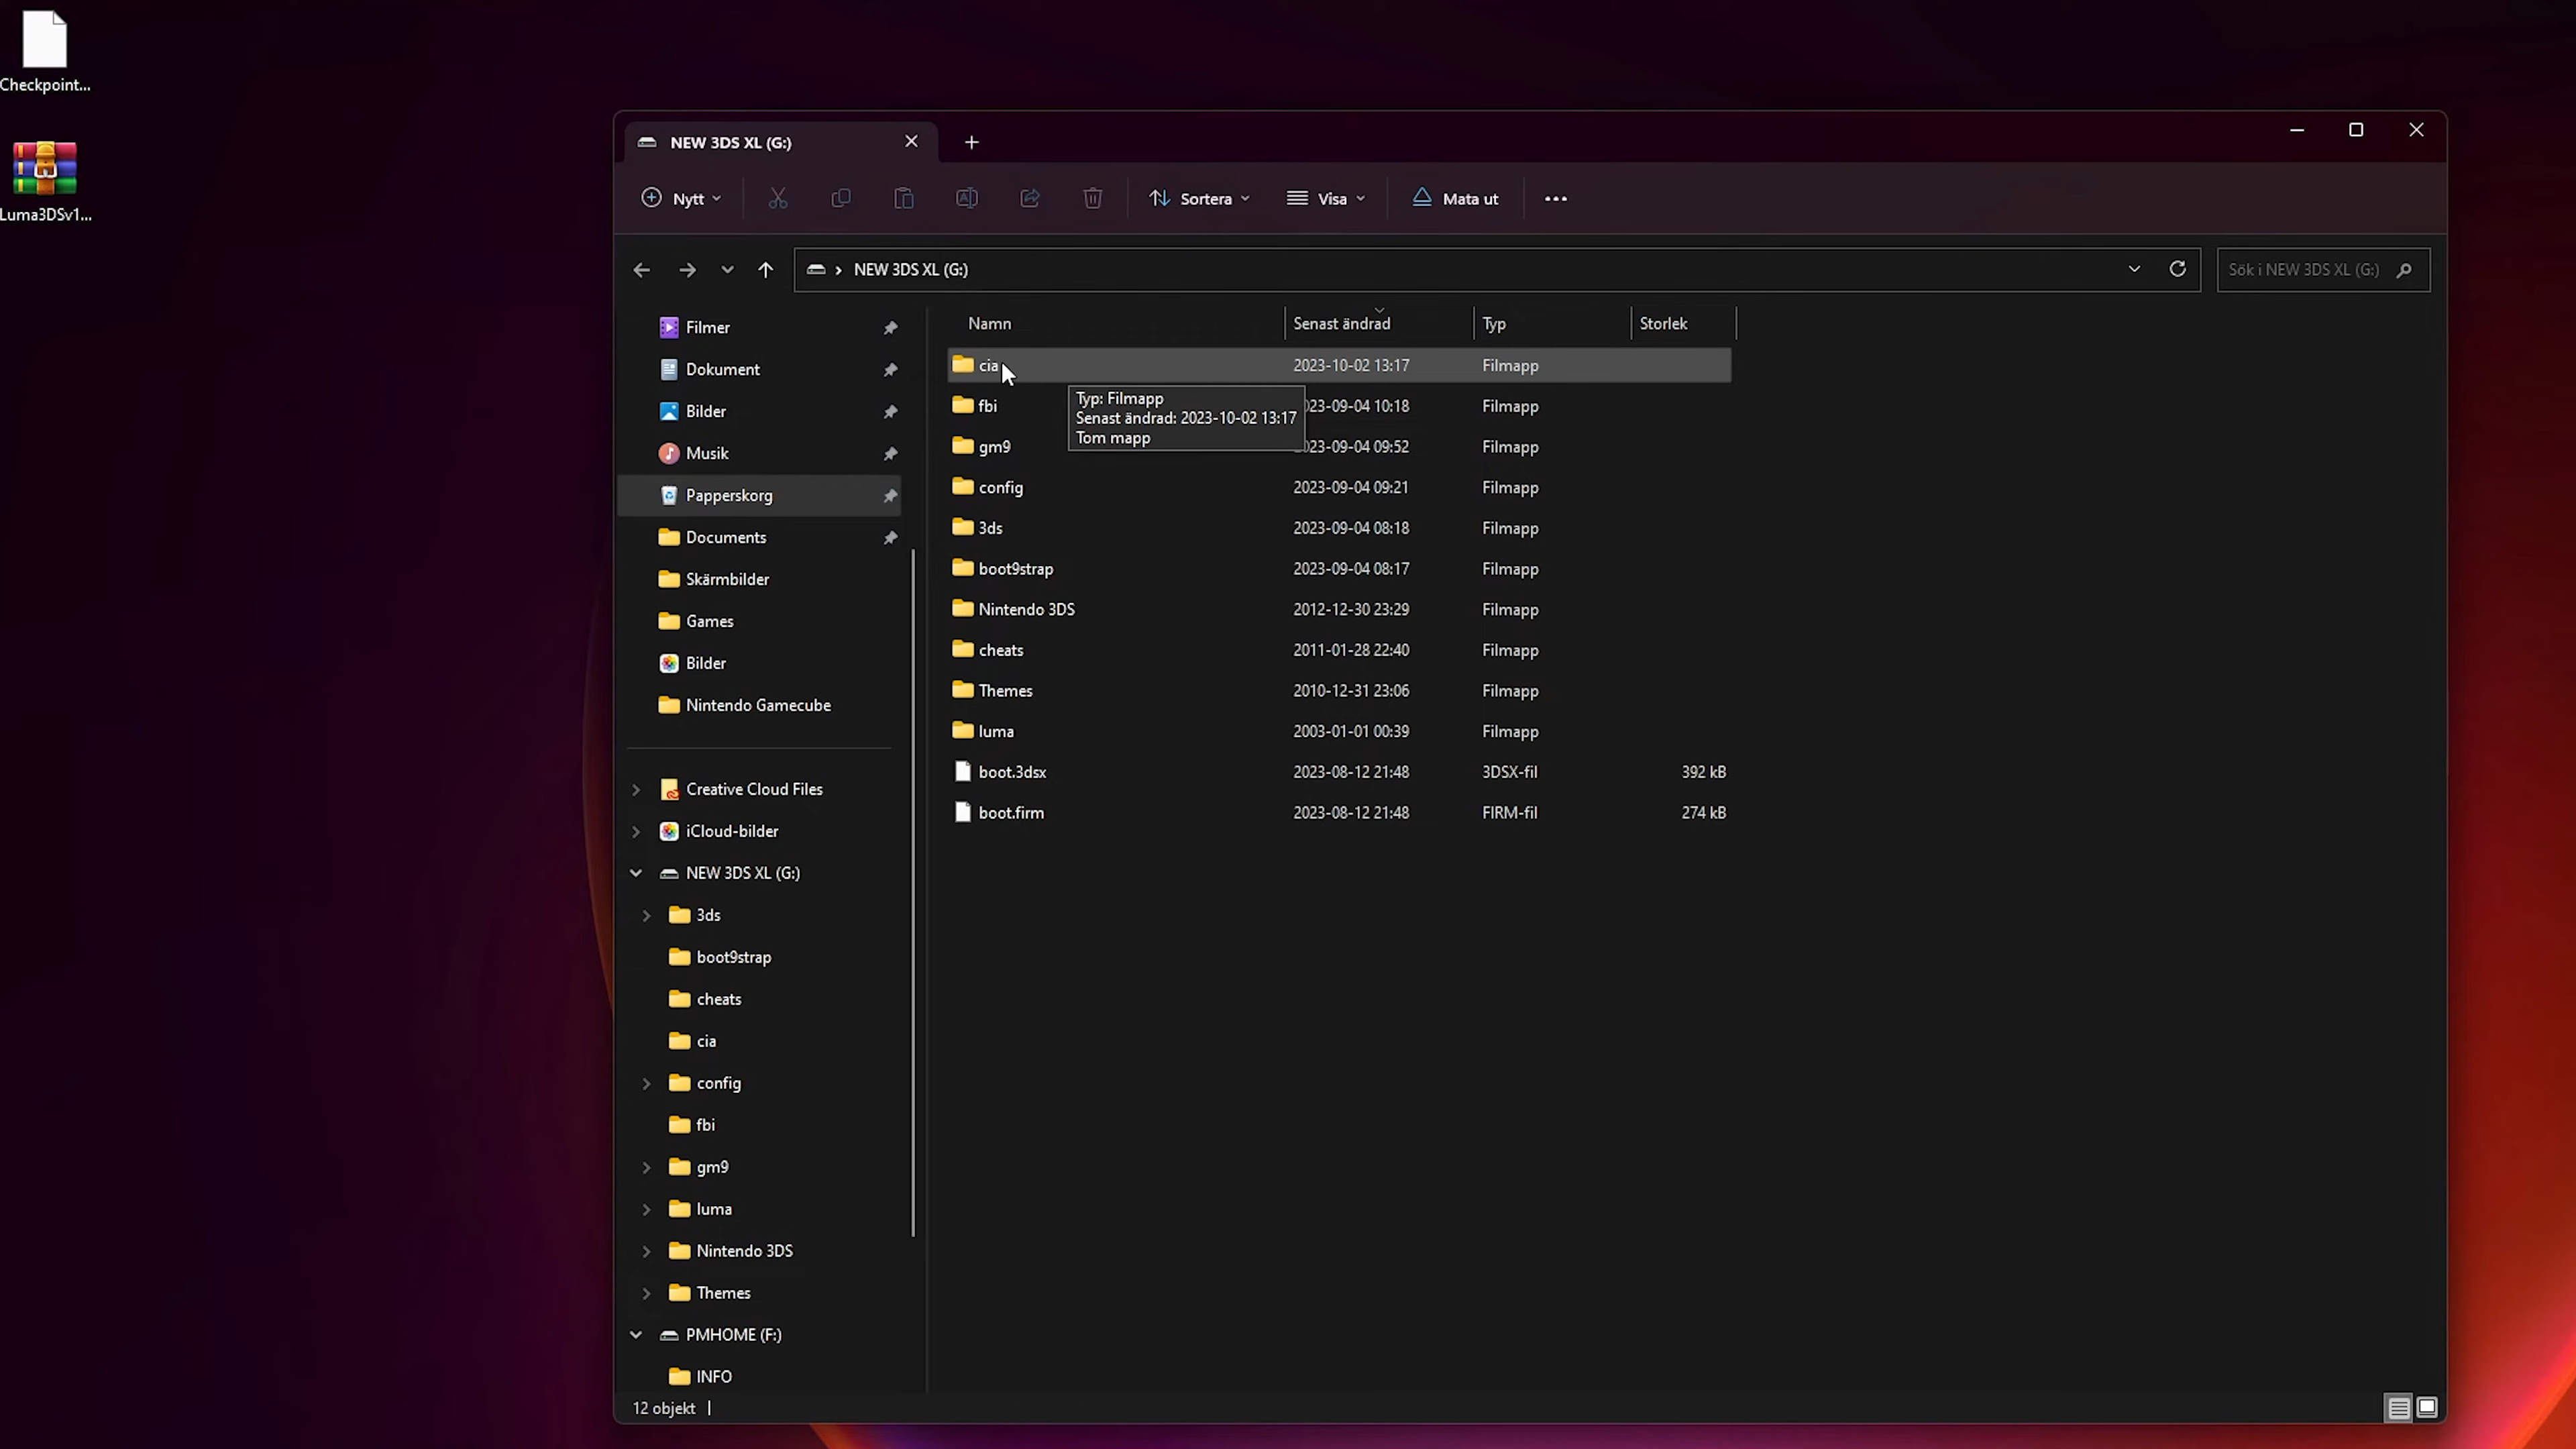 Checkpoint...
Luma3DSv1...
NEW 3DS XL (G:)
Nytt
Sortera
Visa
Mata ut
NEW 3DS XL (G:)
Sök i NEW 3DS XL (G:)
Filmer
Dokument
Bilder
Musik
Papperskorg
Documents
Skärmbilder
Games
Bilder
Nintendo Gamecube
Creative Cloud Files
iCloud-bilder
NEW 3DS XL (G:)
3ds
boot9strap
cheats
cia
config
fbi
gm9
luma
Nintendo 3DS
Themes
PMHOME (F:)
INFO
Namn Senast ändrad Typ Storlek
cia 2023-10-02 13:17 Filmapp
fbi 2023-09-04 10:18 Filmapp
gm9 2023-09-04 09:52 Filmapp
config 2023-09-04 09:21 Filmapp
3ds 2023-09-04 08:18 Filmapp
boot9strap 2023-09-04 08:17 Filmapp
Nintendo 3DS 2012-12-30 23:29 Filmapp
cheats 2011-01-28 22:40 Filmapp
Themes 2010-12-31 23:06 Filmapp
luma 2003-01-01 00:39 Filmapp
boot.3dsx 2023-08-12 21:48 3DSX-fil 392 kB
boot.firm 2023-08-12 21:48 FIRM-fil 274 kB
Typ: Filmapp
Senast ändrad: 2023-10-02 13:17
Tom mapp
12 objekt